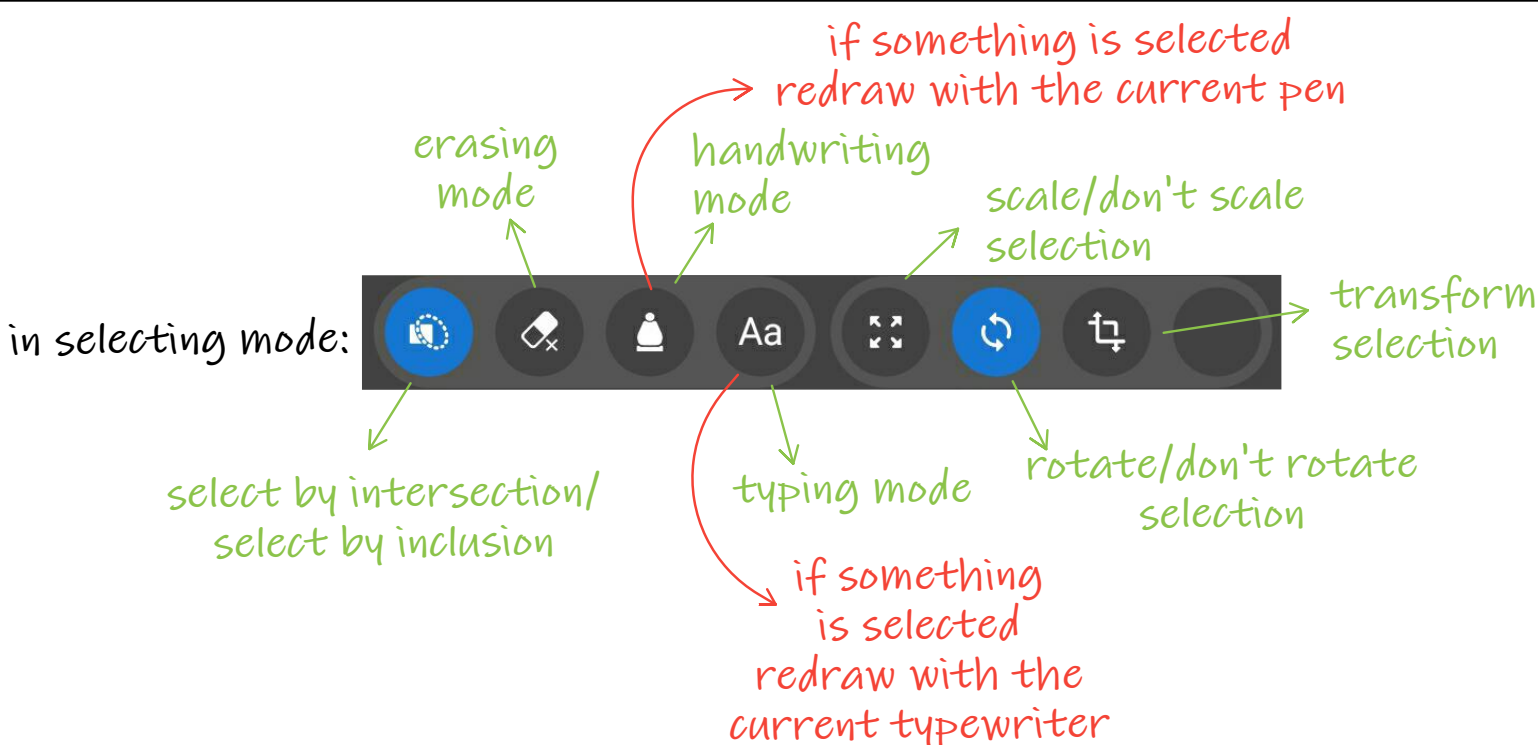 if something is selected
redraw with the current pen
erasing
mode
handwriting
mode
scale/don't scale
selection
transform
selection
in selecting mode:
Aa
select by intersection/
select by inclusion
typing mode
rotate/don't rotate
selection
if something
is selected
redraw with the
current typewriter